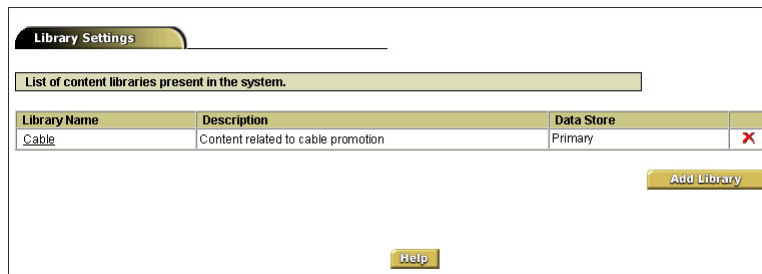 Library Settings
List of content libraries present in the system.
Library Name Description Data Store
Cable Content related to cable promotion Primary
Add Library
Help